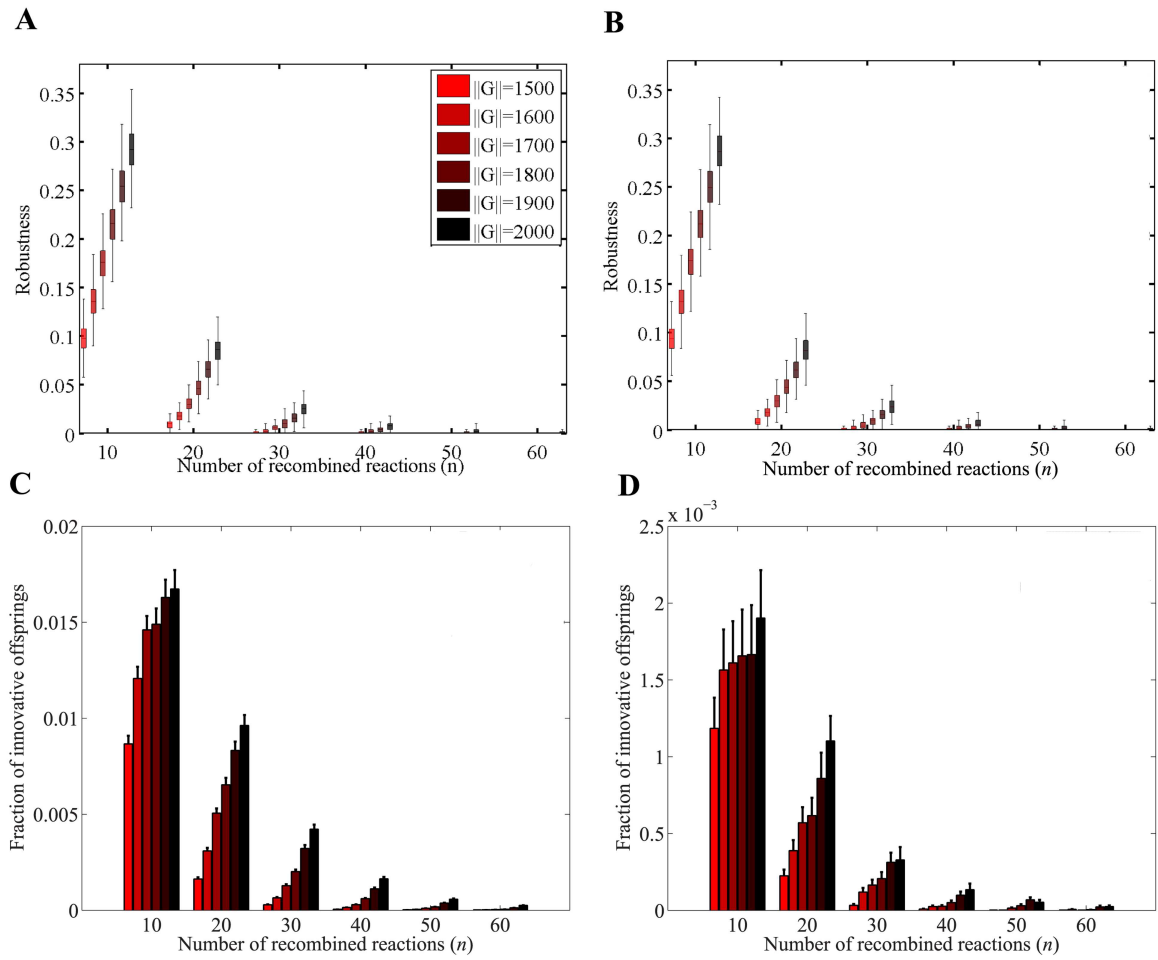 A
0.35
0.3
0.25
0.2
0.15
0.1
0.05
0
Robustness
||G||=1500
||G||=1600
||G||=1700
||G||=1800
||G||=1900
||G||=2000
10 20 30 40 50 60
Number of recombined reactions (n)
B
0.35
0.3
0.25
0.2
0.15
0.1
0.05
0
Robustness
10 20 30 40 50 60
Number of recombined reactions (n)
C
0.02
0.015
0.01
0.005
0
Fraction of innovative offsprings
10 20 30 40 50 60
Number of recombined reactions (n)
D
x 10⁻³
2.5
2
1.5
1
0.5
0
Fraction of innovative offsprings
10 20 30 40 50 60
Number of recombined reactions (n)